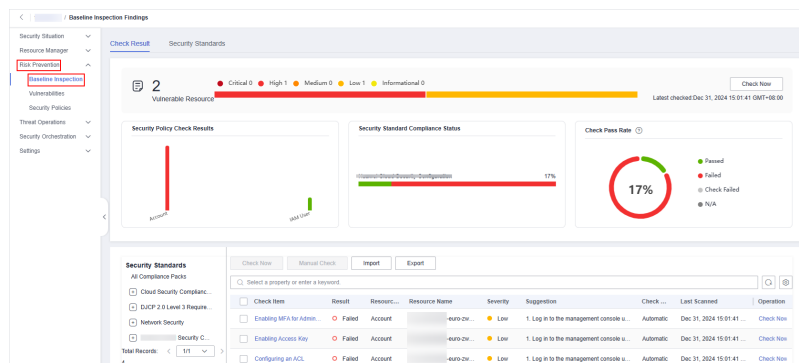 / Baseline Inspection Findings
Security Situation
Resource Manager
Risk Prevention
Baseline Inspection
Vulnerabilities
Security Policies
Threat Operations
Security Orchestration
Settings
Check Result Security Standards
2
Vulnerable Resource
Critical 0 High 1 Medium 0 Low 1 Informational 0
Check Now
Latest checked:Dec 31, 2024 15:01:41 GMT+08:00
Security Policy Check Results
Account
IAM User
Security Standard Compliance Status
17%
Check Pass Rate
17%
Passed
Failed
Check Failed
N/A
Security Standards
All Compliance Packs
Cloud Security Complianc...
DJCP 2.0 Level 3 Require...
Network Security
Security C...
Total Records:
1/1
Check Now Manual Check Import Export
Select a property or enter a keyword.
Check Item Result Resourc... Resource Name Severity Suggestion Check ... Last Scanned Operation
Enabling MFA for Admin... Failed Account -euro-zw... Low 1. Log in to the management console u... Automatic Dec 31, 2024 15:01:41 ... Check Now
Enabling Access Key Failed Account -euro-zw... Low 1. Log in to the management console u... Automatic Dec 31, 2024 15:01:41 ... Check Now
Configuring an ACL Failed Account -euro-zw... Low 1. Log in to the management console u... Automatic Dec 31, 2024 15:01:41 ... Check Now